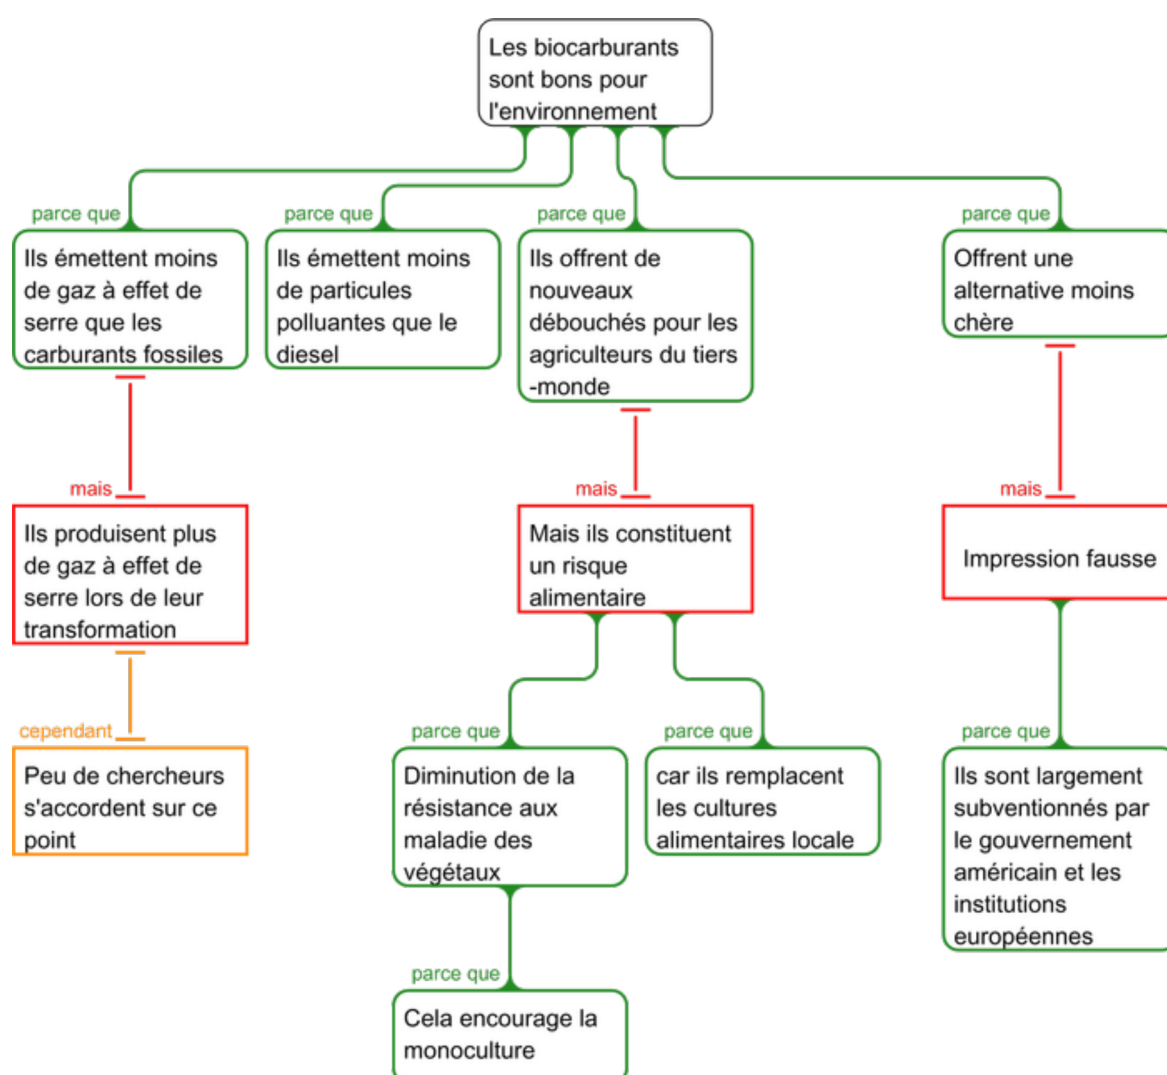 Les biocarburants
sont bons pour
l'environnement
parce que
Ils émettent moins
de gaz à effet de
serre que les
carburants fossiles
parce que
Ils émettent moins
de particules
polluantes que le
diesel
parce que
Ils offrent de
nouveaux
débouchés pour les
agriculteurs du tiers
-monde
parce que
Offrent une
alternative moins
chère
mais
Ils produisent plus
de gaz à effet de
serre lors de leur
transformation
mais
Mais ils constituent
un risque
alimentaire
mais
Impression fausse
cependant
Peu de chercheurs
s'accordent sur ce
point
parce que
Diminution de la
résistance aux
maladie des
végétaux
parce que
car ils remplacent
les cultures
alimentaires locale
parce que
Ils sont largement
subventionnés par
le gouvernement
américain et les
institutions
européennes
parce que
Cela encourage la
monoculture